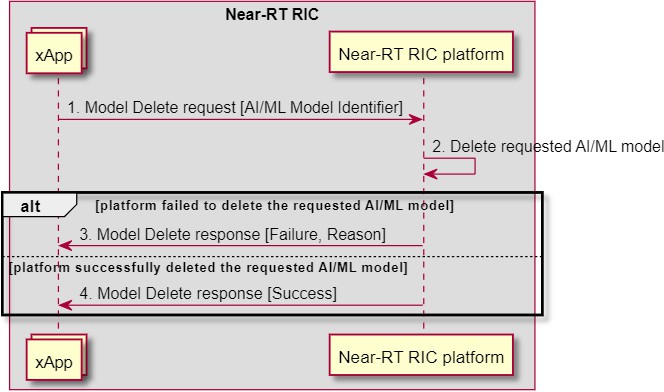 Near-RT RIC
xApp
Near-RT RIC platform
1. Model Delete request [AI/ML Model Identifier]
2. Delete requested AI/ML model
alt [platform failed to delete the requested AI/ML model]
3. Model Delete response [Failure, Reason]
[platform successfully deleted the requested AI/ML model]
4. Model Delete response [Success]
xApp
Near-RT RIC platform